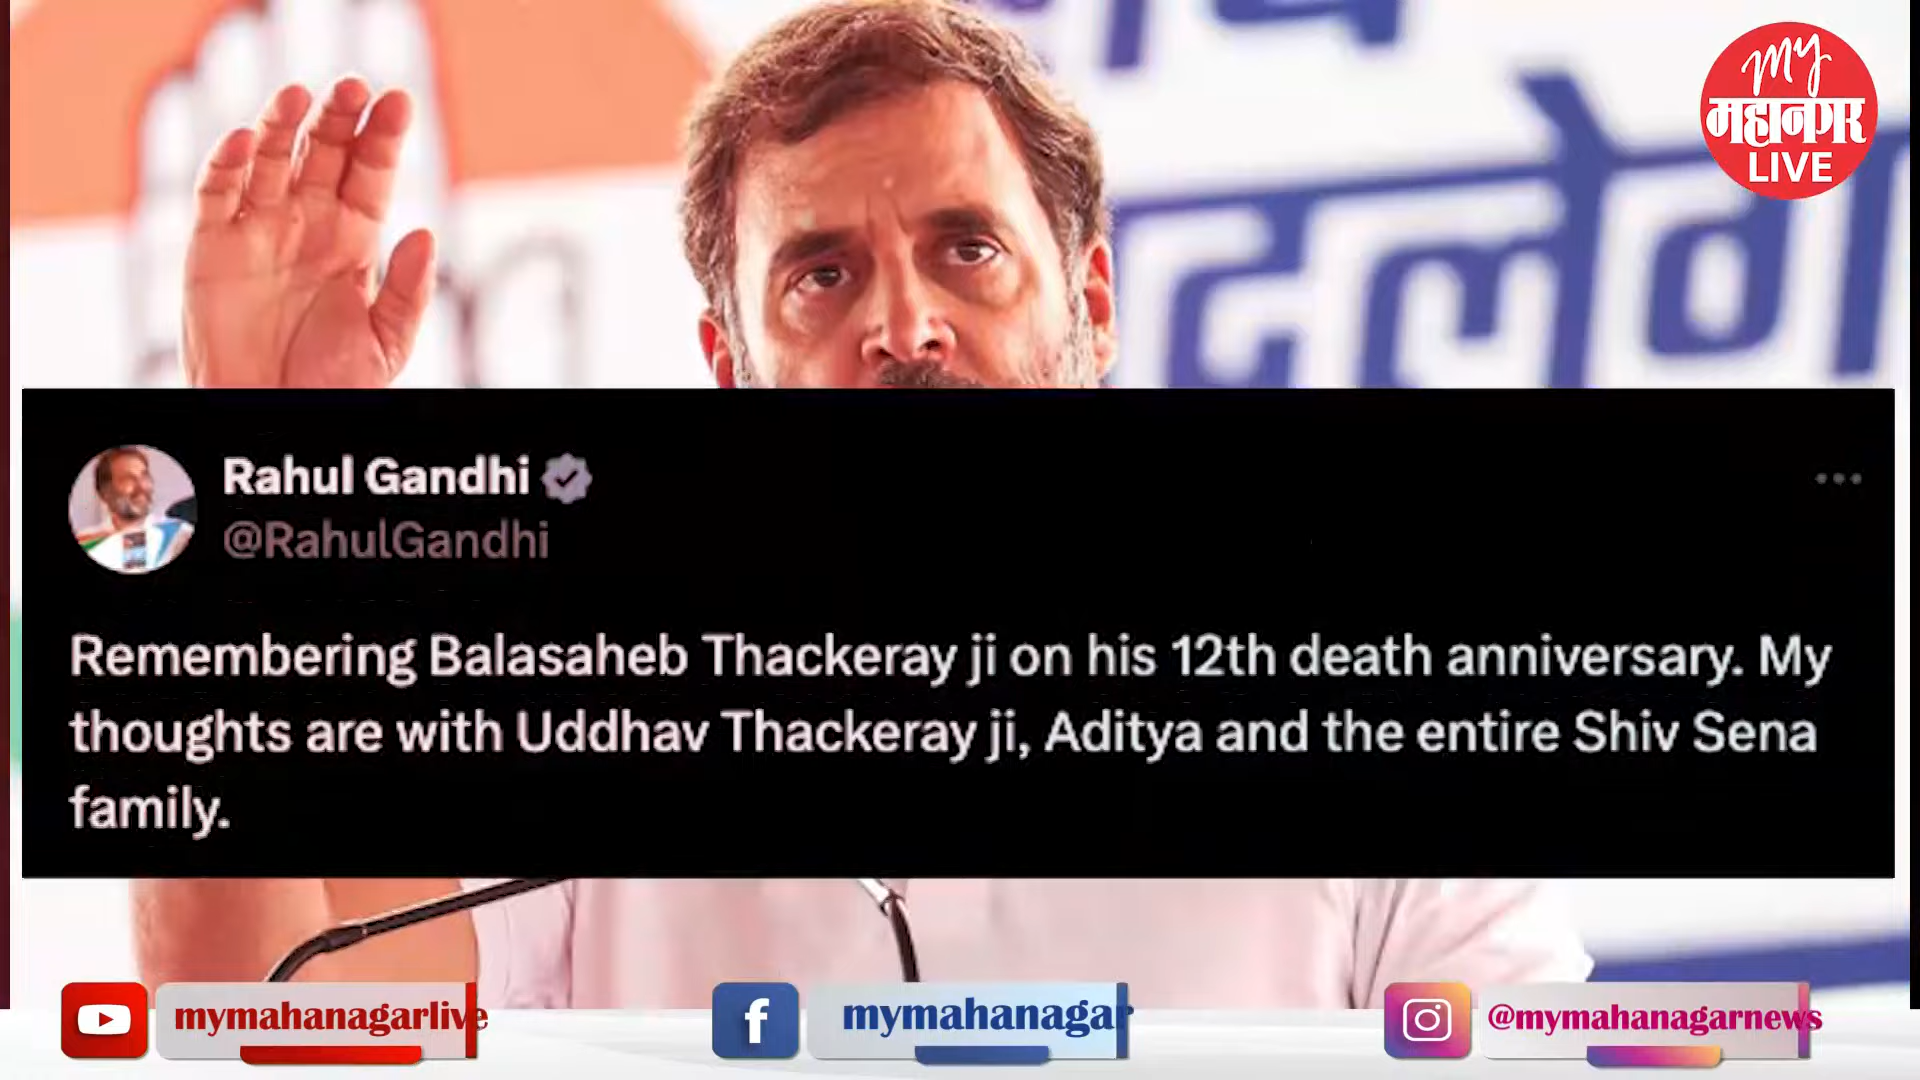 my
महानगर
LIVE
Rahul Gandhi
@RahulGandhi
Remembering Balasaheb Thackeray ji on his 12th death anniversary. My
thoughts are with Uddhav Thackeray ji, Aditya and the entire Shiv Sena
family.
mymahanagarlive
mymahanagar
@mymahanagarnews